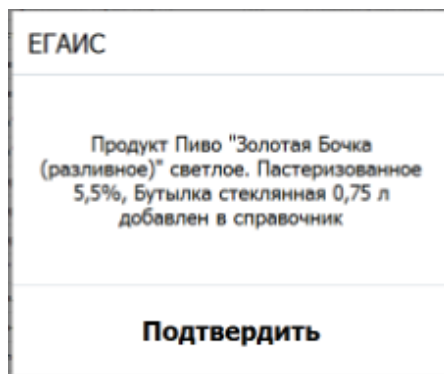 ЕГАИС
Продукт Пиво "Золотая Бочка
(разливное)" светлое. Пастеризованное
5,5%, Бутылка стеклянная 0,75 л
добавлен в справочник
Подтвердить